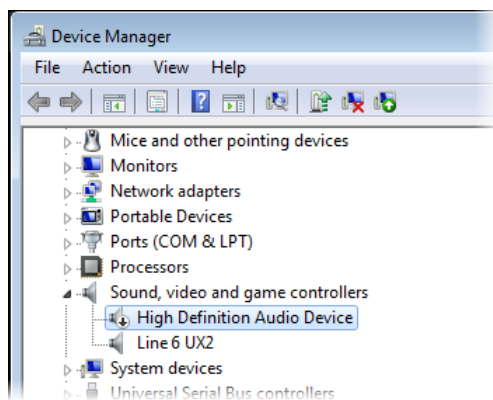 Device Manager
File Action View Help
Mice and other pointing devices
Monitors
Network adapters
Portable Devices
Ports (COM & LPT)
Processors
Sound, video and game controllers
High Definition Audio Device
Line 6 UX2
System devices
Universal Serial Bus controllers